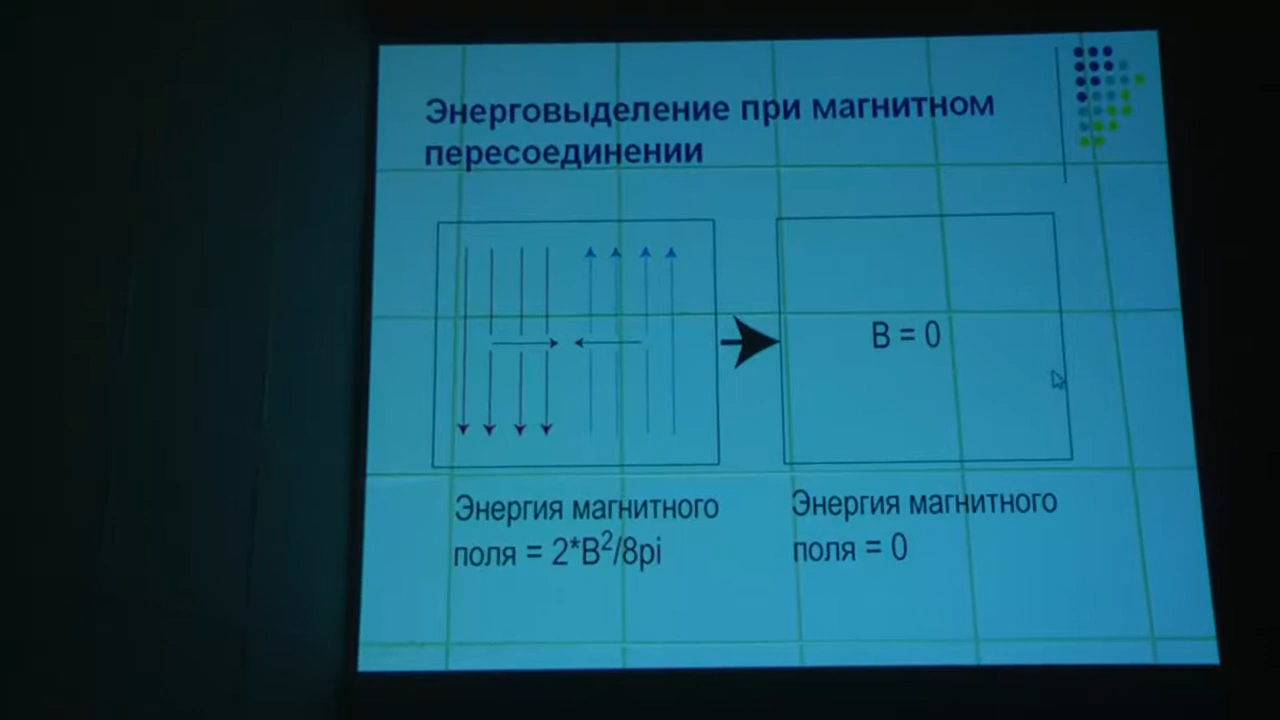 Энерговыделение при магнитном
пересоединении
B = 0
Энергия магнитного
поля = 2*B²/8pi
Энергия магнитного
поля = 0